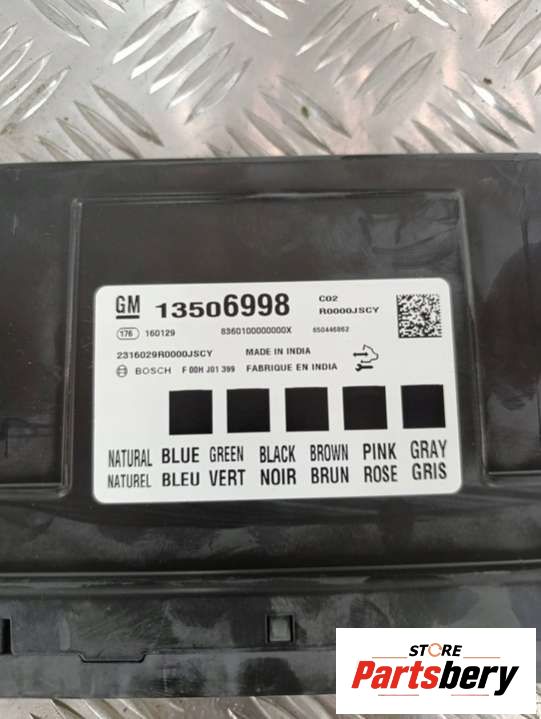 GM 13506998 C02
R0000JSCY
176 160129 8360100000000X 650446862
2316029R0000JSCY MADE IN INDIA
BOSCH F 00H J01 399 FABRIQUE EN INDIA
NATURAL BLUE GREEN BLACK BROWN PINK GRAY
NATUREL BLEU VERT NOIR BRUN ROSE GRIS
STORE
Partsbery